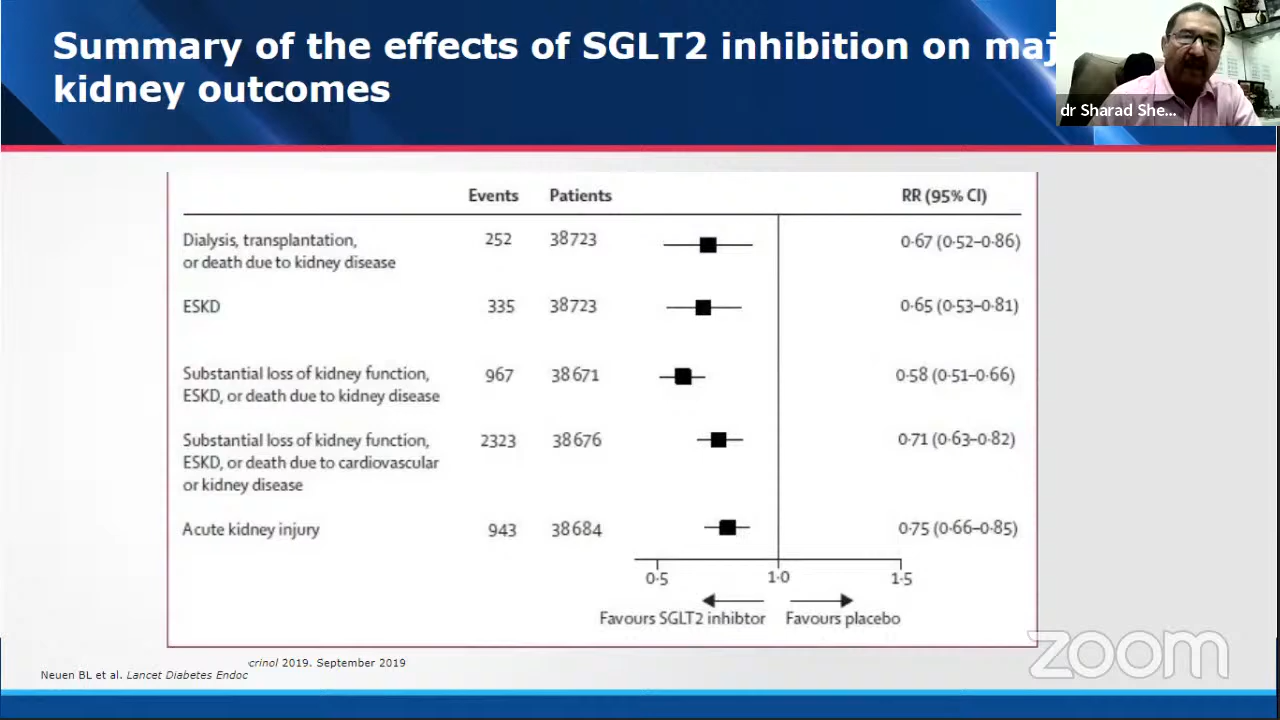 Summary of the effects of SGLT2 inhibition on maj
kidney outcomes
dr Sharad She...
Events Patients RR (95% CI)
Dialysis, transplantation, 252 38723 0·67 (0·52–0·86)
or death due to kidney disease
ESKD 335 38723 0·65 (0·53–0·81)
Substantial loss of kidney function, 967 38671 0·58 (0·51–0·66)
ESKD, or death due to kidney disease
Substantial loss of kidney function, 2323 38676 0·71 (0·63–0·82)
ESKD, or death due to cardiovascular
or kidney disease
Acute kidney injury 943 38684 0·75 (0·66–0·85)
0·5 1·0 1·5
Favours SGLT2 inhibtor Favours placebo
zoom
crinol 2019. September 2019
Neuen BL et al. Lancet Diabetes Endoc